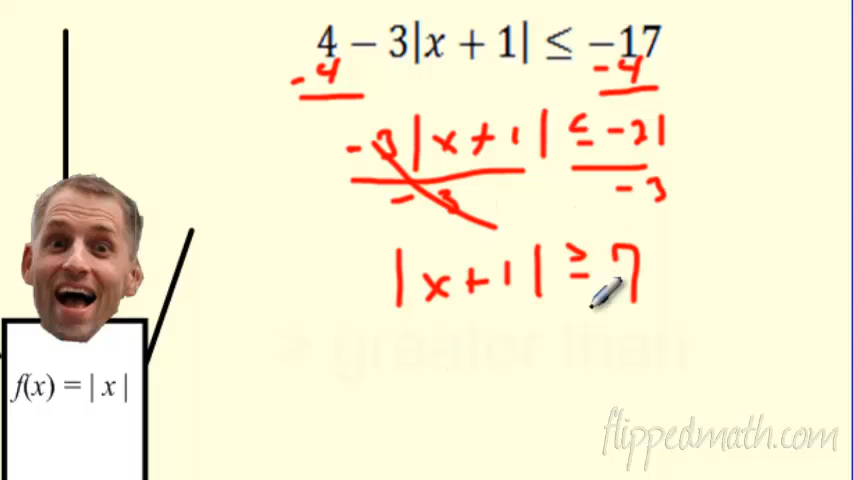 4 − 3|x + 1| ≤ −17
-4 -4
-3|x+1| ≤ -21
-3 -3
|x+1| ≥ 7
> greater than
f(x) = | x |
flippedmath.com